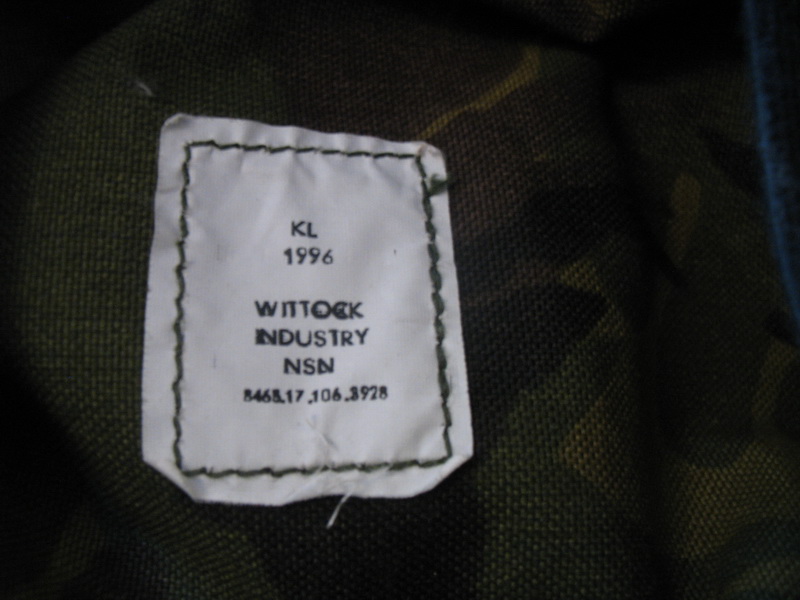 KL
1996
WITTOCK
INDUSTRY
NSN
8465.17.106.3928